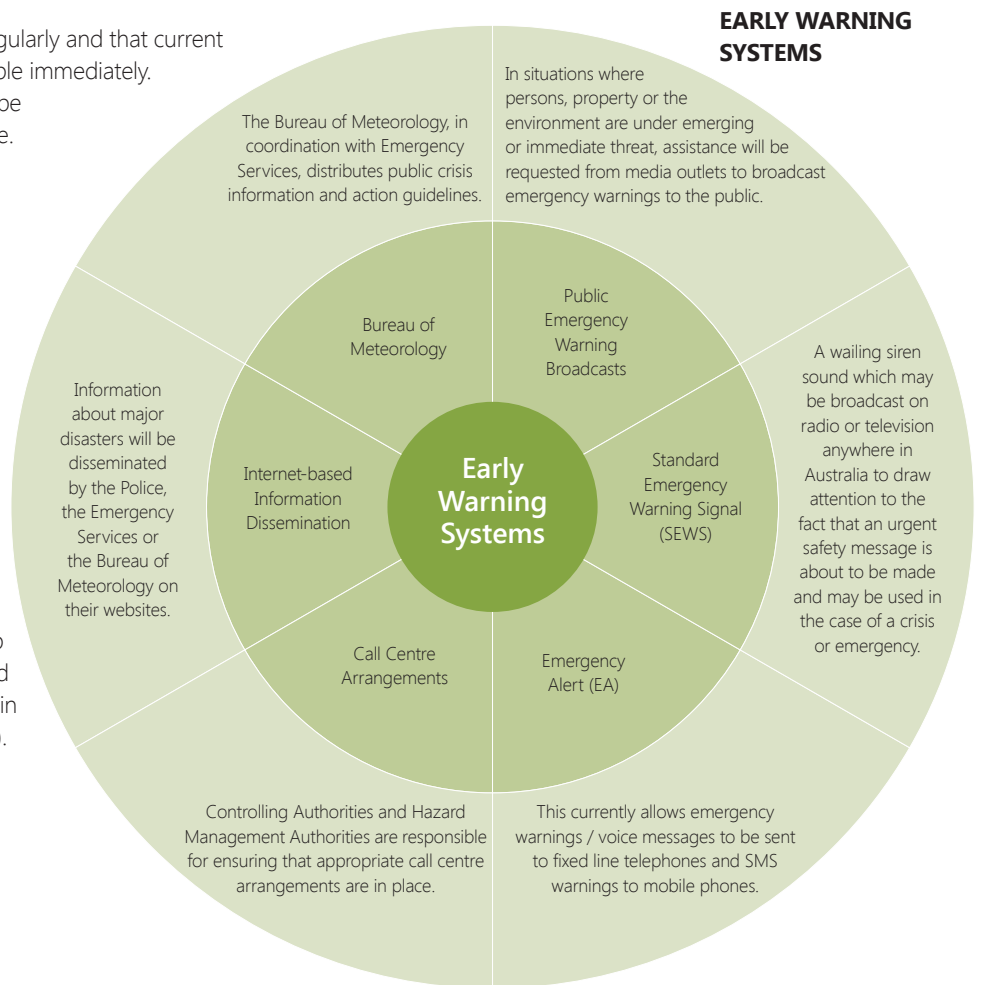 EARLY WARNING
SYSTEMS
gularly and that current
ble immediately.
be
e.
d
in
The Bureau of Meteorology, in
coordination with Emergency
Services, distributes public crisis
information and action guidelines.
In situations where
persons, property or the
environment are under emerging
or immediate threat, assistance will be
requested from media outlets to broadcast
emergency warnings to the public.
Bureau of
Meteorology
Public
Emergency
Warning
Broadcasts
Information
about major
disasters will be
disseminated
by the Police,
the Emergency
Services or
the Bureau of
Meteorology on
their websites.
Internet-based
Information
Dissemination
Early
Warning
Systems
Standard
Emergency
Warning Signal
(SEWS)
A wailing siren
sound which may
be broadcast on
radio or television
anywhere in
Australia to draw
attention to the
fact that an urgent
safety message is
about to be made
and may be used in
the case of a crisis
or emergency.
Call Centre
Arrangements
Emergency
Alert (EA)
Controlling Authorities and Hazard
Management Authorities are responsible
for ensuring that appropriate call centre
arrangements are in place.
This currently allows emergency
warnings / voice messages to be sent
to fixed line telephones and SMS
warnings to mobile phones.